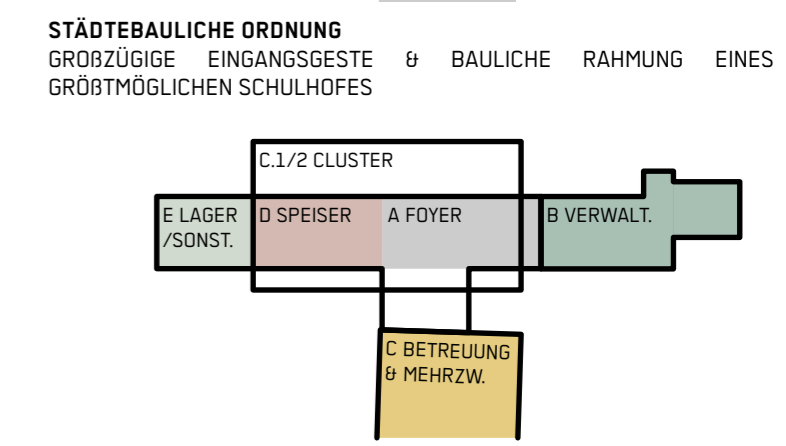 STÄDTEBAULICHE ORDNUNG
GROßZÜGIGE EINGANGSGESTE & BAULICHE RAHMUNG EINES
GRÖßTMÖGLICHEN SCHULHOFES
C.1/2 CLUSTER
E LAGER
/SONST.
D SPEISER
A FOYER
B VERWALT.
C BETREUUNG
& MEHRZW.